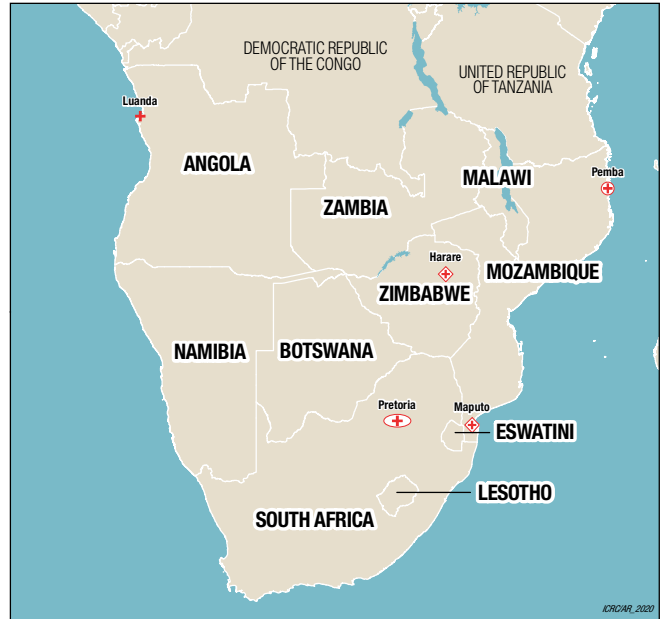 DEMOCRATIC REPUBLIC
OF THE CONGO
UNITED REPUBLIC
OF TANZANIA
Luanda
ANGOLA
MALAWI
Pemba
ZAMBIA
Harare
MOZAMBIQUE
ZIMBABWE
NAMIBIA
BOTSWANA
Pretoria
Maputo
ESWATINI
LESOTHO
SOUTH AFRICA
ICRC/AR_2020